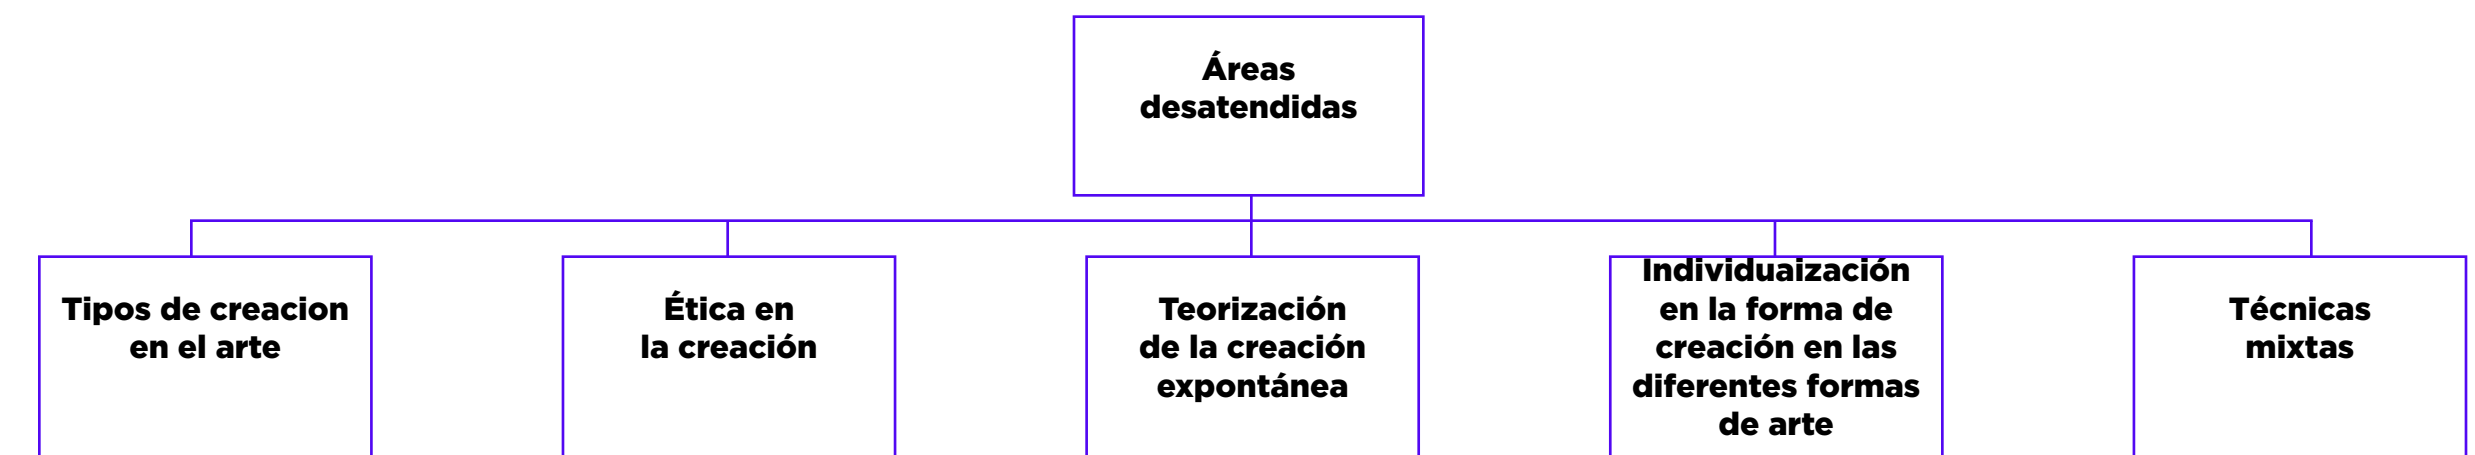 Áreas
desatendidas
Tipos de creacion
en el arte
Ética en
la creación
Teorización
de la creación
expontánea
Individuaización
en la forma de
creación en las
diferentes formas
de arte
Técnicas
mixtas